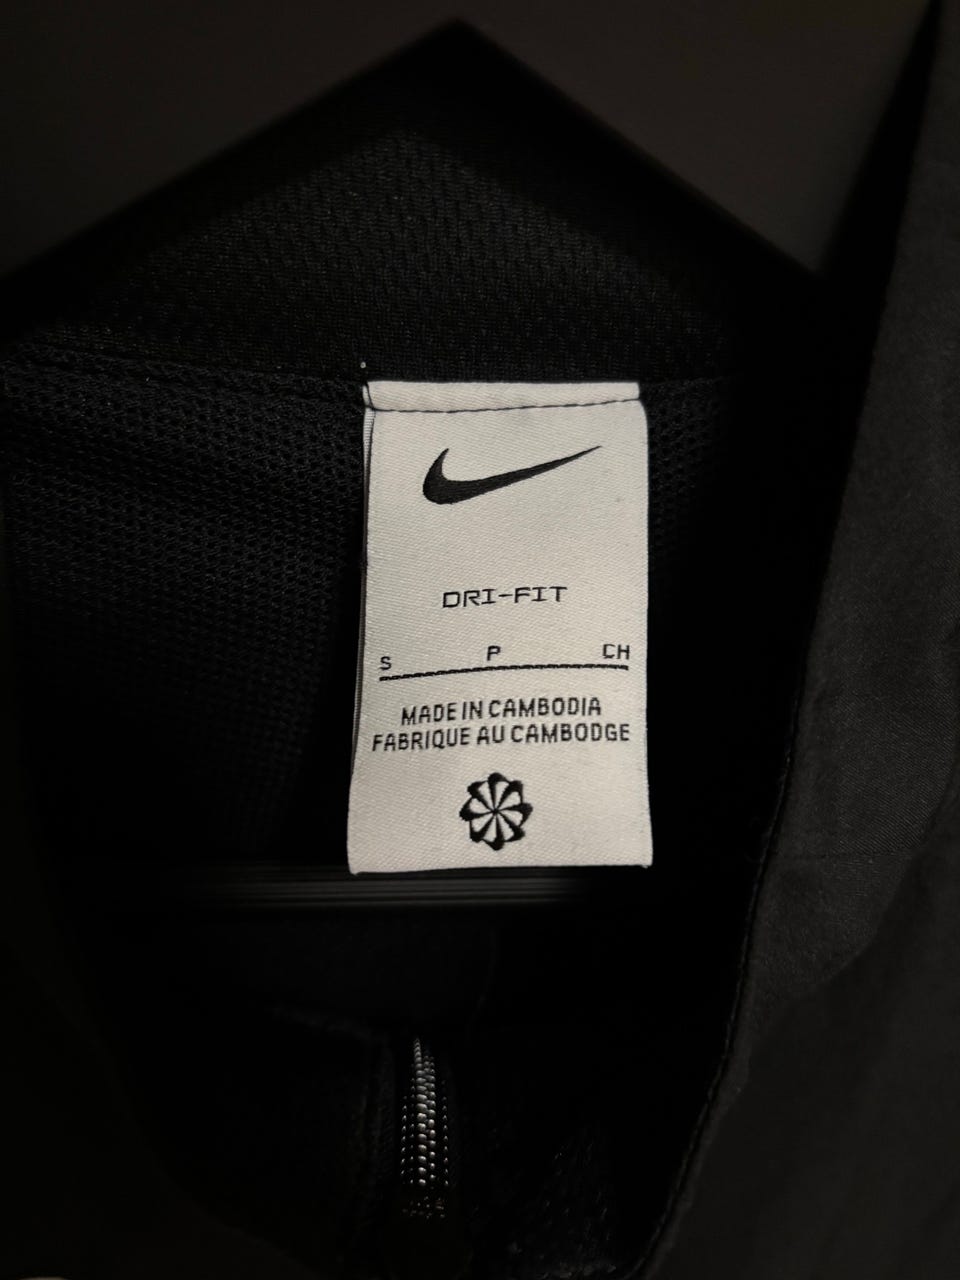 DRI-FIT
S P CH
MADE IN CAMBODIA
FABRIQUE AU CAMBODGE